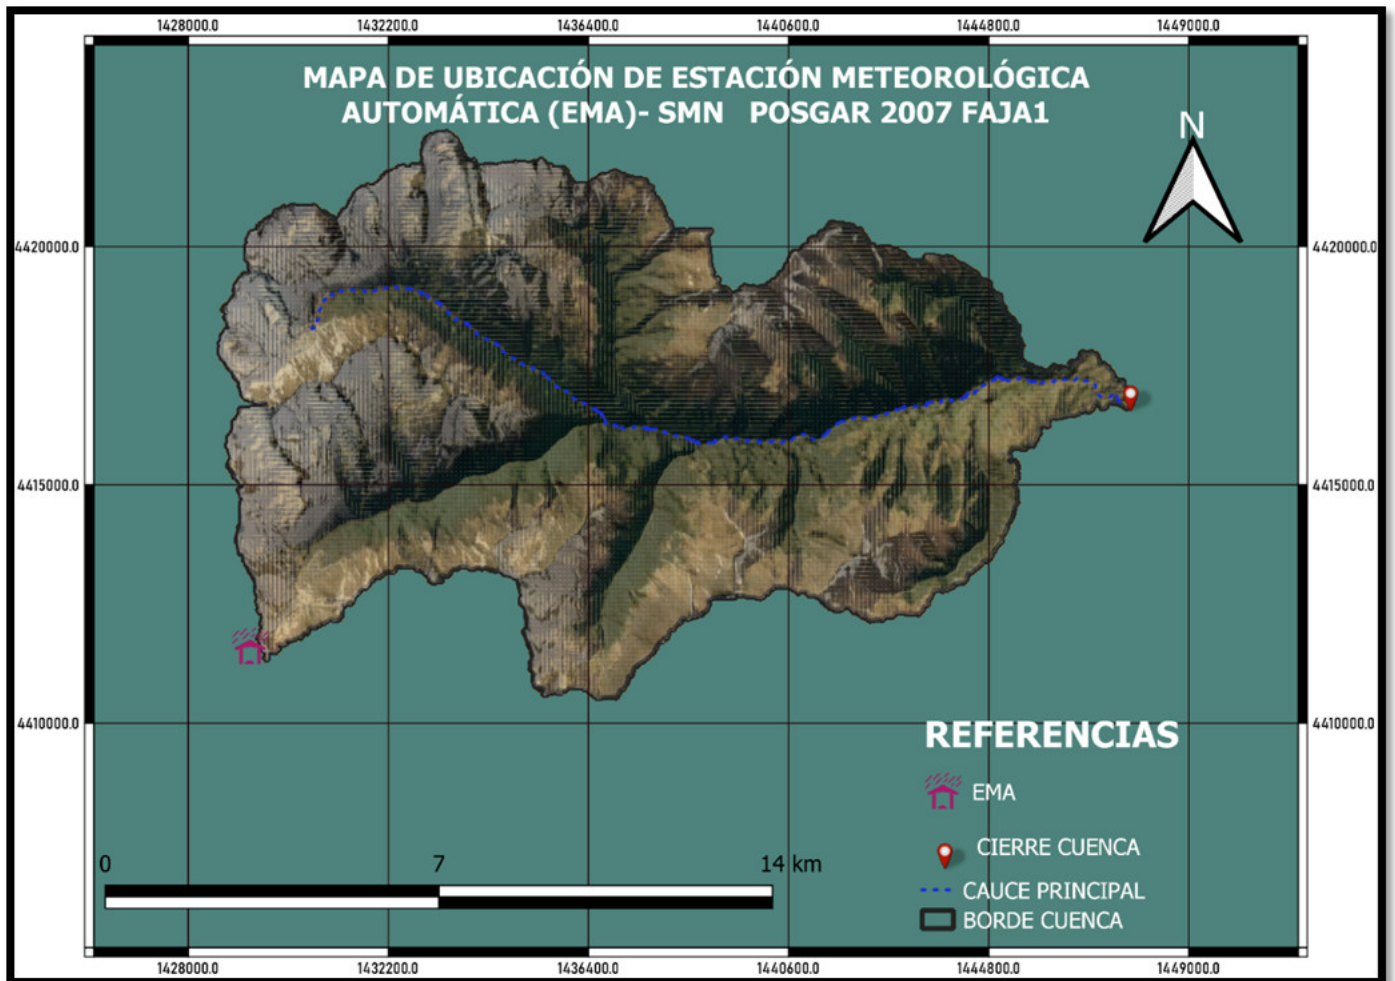 1428000.0 1432200.0 1436400.0 1440600.0 1444800.0 1449000.0
MAPA DE UBICACIÓN DE ESTACIÓN METEOROLÓGICA
AUTOMÁTICA (EMA)- SMN POSGAR 2007 FAJA1
N
4420000.0 4420000.0
4415000.0 4415000.0
4410000.0 4410000.0
REFERENCIAS
EMA
CIERRE CUENCA
CAUCE PRINCIPAL
BORDE CUENCA
0 7 14 km
1428000.0 1432200.0 1436400.0 1440600.0 1444800.0 1449000.0